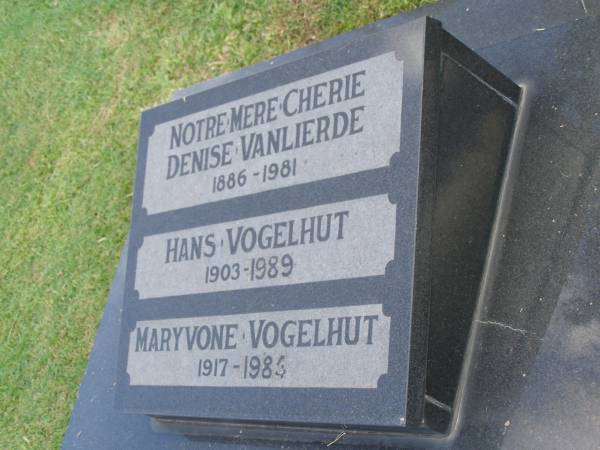 NOTRE·MERE·CHERIE
DENISE·VANLIERDE
1886-1981
HANS·VOGELHUT
1903-1989
MARYVONE·VOGELHUT
1917-1984